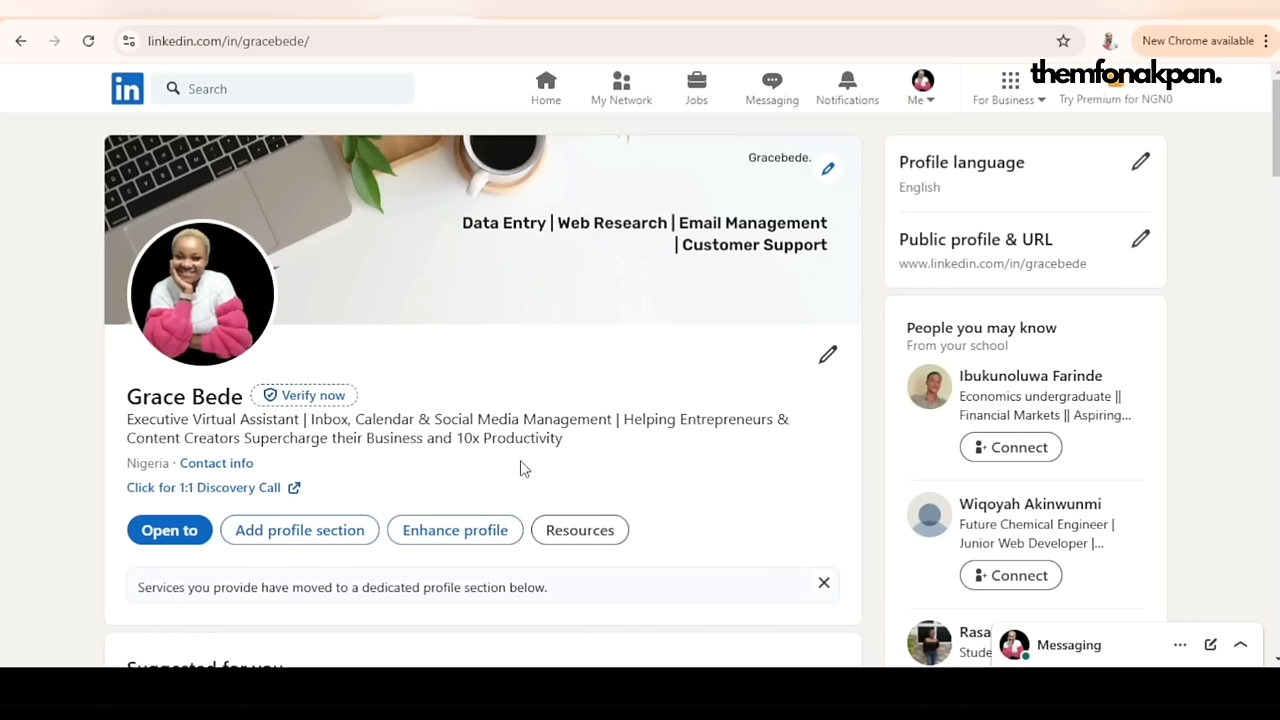 linkedin.com/in/gracebede/
New Chrome available
themfonakpan.
in
Search
Home
My Network
Jobs
Messaging
Notifications
Me
For Business
Try Premium for NGN0
Gracebede.
Data Entry | Web Research | Email Management
| Customer Support
Grace Bede
Verify now
Executive Virtual Assistant | Inbox, Calendar & Social Media Management | Helping Entrepreneurs &
Content Creators Supercharge their Business and 10x Productivity
Nigeria · Contact info
Click for 1:1 Discovery Call
Open to
Add profile section
Enhance profile
Resources
Services you provide have moved to a dedicated profile section below.
Suggested for you
Profile language
English
Public profile & URL
www.linkedin.com/in/gracebede
People you may know
From your school
Ibukunoluwa Farinde
Economics undergraduate ||
Financial Markets || Aspiring...
Connect
Wiqoyah Akinwunmi
Future Chemical Engineer |
Junior Web Developer |...
Connect
Rasa
Stude
Messaging